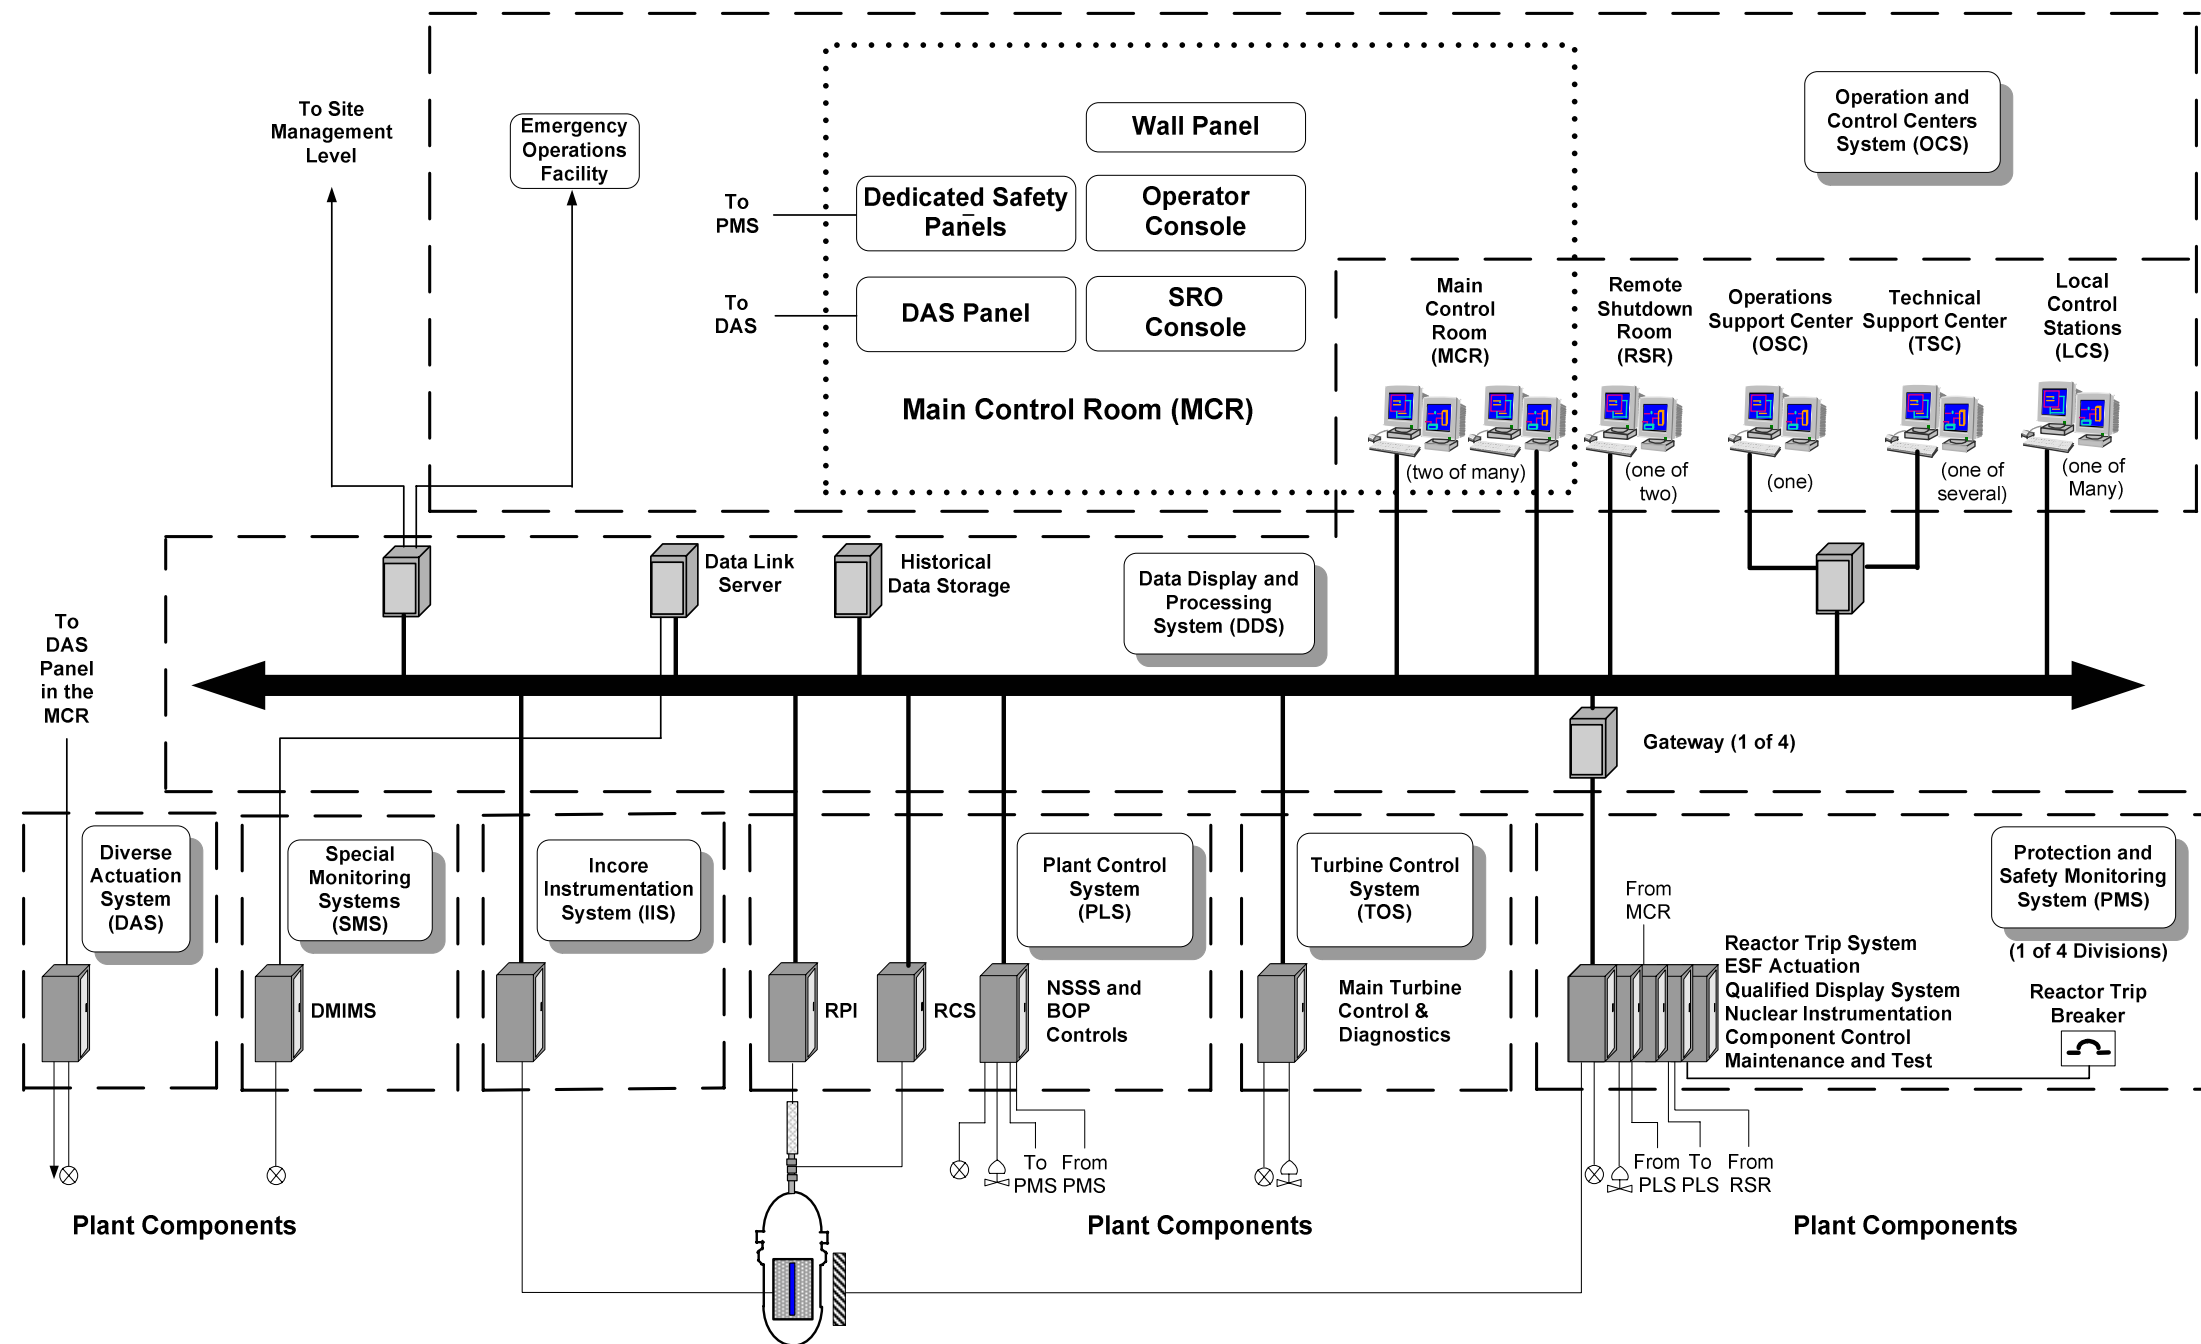 To Site
Management
Level
Emergency
Operations
Facility
Wall Panel
Operation and
Control Centers
System (OCS)
To
PMS
Dedicated Safety
Panels
Operator
Console
To
DAS
DAS Panel
SRO
Console
Main Control Room (MCR)
Main
Control
Room
(MCR)
Remote
Shutdown
Room
(RSR)
Operations
Support Center
(OSC)
Technical
Support Center
(TSC)
Local
Control
Stations
(LCS)
(two of many)
(one of
two)
(one)
(one of
several)
(one of
Many)
Data Link
Server
Historical
Data Storage
Data Display and
Processing
System (DDS)
To
DAS
Panel
in the
MCR
Gateway (1 of 4)
Diverse
Actuation
System
(DAS)
Special
Monitoring
Systems
(SMS)
Incore
Instrumentation
System (IIS)
Plant Control
System
(PLS)
Turbine Control
System
(TOS)
Protection and
Safety Monitoring
System (PMS)
(1 of 4 Divisions)
From
MCR
DMIMS
RPI
RCS
NSSS and
BOP
Controls
Main Turbine
Control &
Diagnostics
Reactor Trip System
ESF Actuation
Qualified Display System
Nuclear Instrumentation
Component Control
Maintenance and Test
Reactor Trip
Breaker
To
PMS
From
PMS
From
PLS
To
PLS
From
RSR
Plant Components
Plant Components
Plant Components